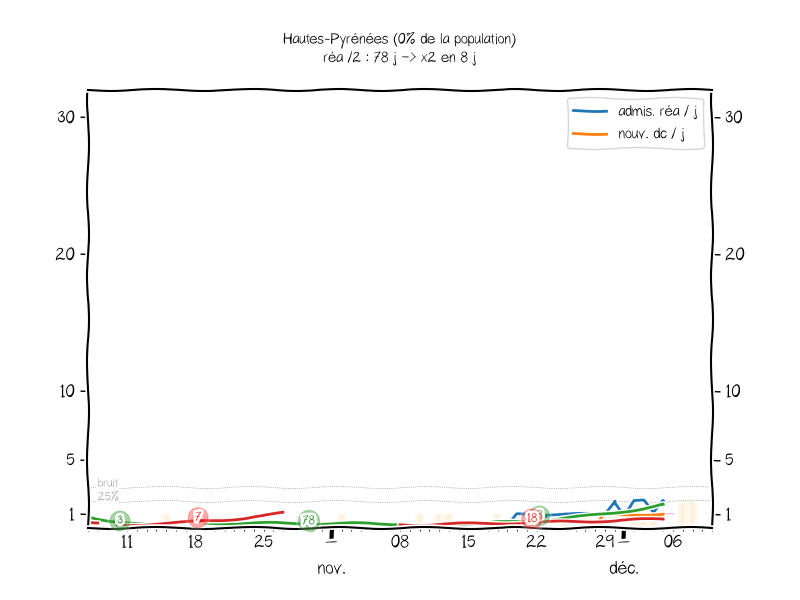 Hautes-Pyrénées (0% de la population)
réa /2 : 78 j -> x2 en 8 j
admis. réa / j
nouv. dc / j
30 30
20 20
10 10
5 5
bruit
25%
1 1
3 7 78 18
11 18 25 08 15 22 29 06
nov. déc.